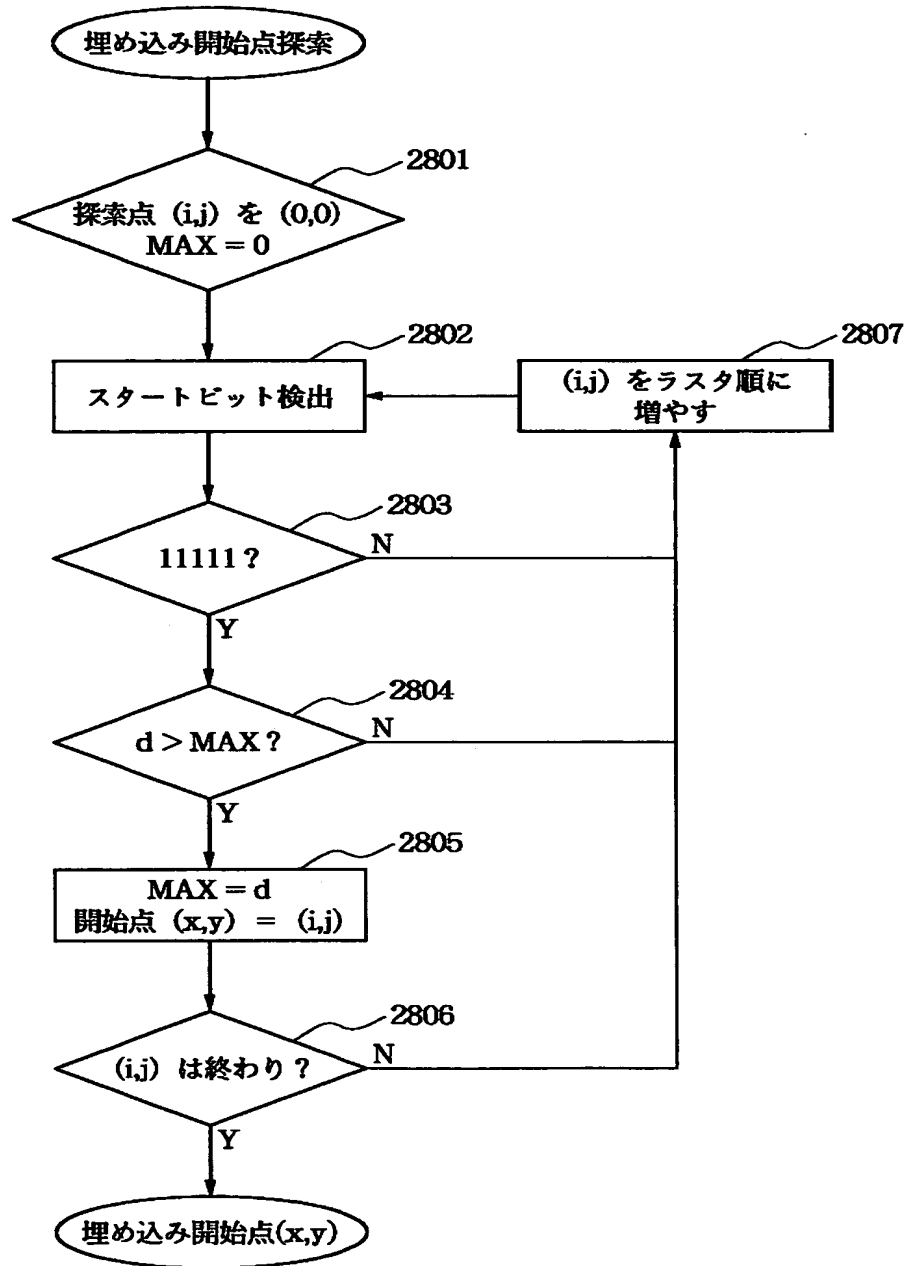 埋め込み開始点探索
2801
探索点 (i,j) を (0,0)
MAX = 0
2802
スタートビット検出
2807
(i,j) をラスタ順に
増やす
2803
11111?
N
Y
2804
d > MAX?
N
Y
2805
MAX = d
開始点 (x,y) = (i,j)
2806
(i,j) は終わり?
N
Y
埋め込み開始点(x,y)